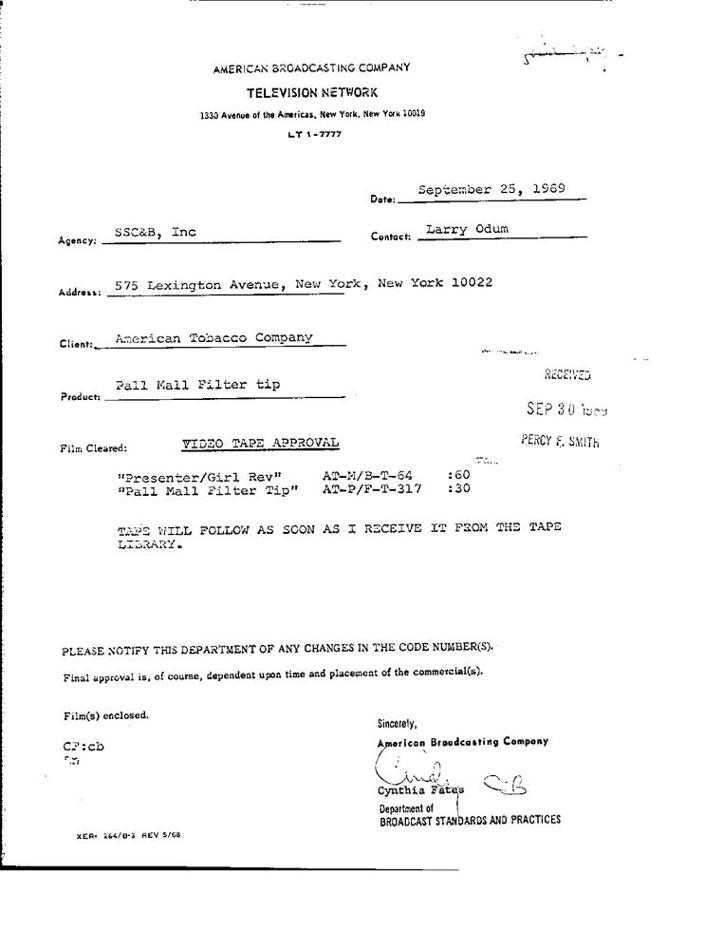 AMERICAN BROADCASTING COMPANY
TELEVISION NETWORK
1330 Avenue of the Americas, New York, New York 10019
LT 1-7777
Date: September 25, 1969
Agency: SSC&B, Inc
Contact: Larry Odum
Address: 575 Lexington Avenue, New York, New York 10022
Client: American Tobacco Company
Product: Pall Mall Filter tip
RECEIVED
SEP 30 1969
PERCY F. SMITH
Film Cleared: VIDEO TAPE APPROVAL
"Presenter/Girl Rev" AT-M/B-T-64 :60
"Pall Mall Filter Tip" AT-P/F-T-317 :30
TAPE WILL FOLLOW AS SOON AS I RECEIVE IT FROM THE TAPE
LIBRARY.
PLEASE NOTIFY THIS DEPARTMENT OF ANY CHANGES IN THE CODE NUMBER(S).
Final approval is, of course, dependent upon time and placement of the commercial(s).
Film(s) enclosed.
Sincerely,
CF:cb
American Broadcasting Company
Cynthia Fates
Department of
BROADCAST STANDARDS AND PRACTICES
XER- 264/B-3 REV 5/68